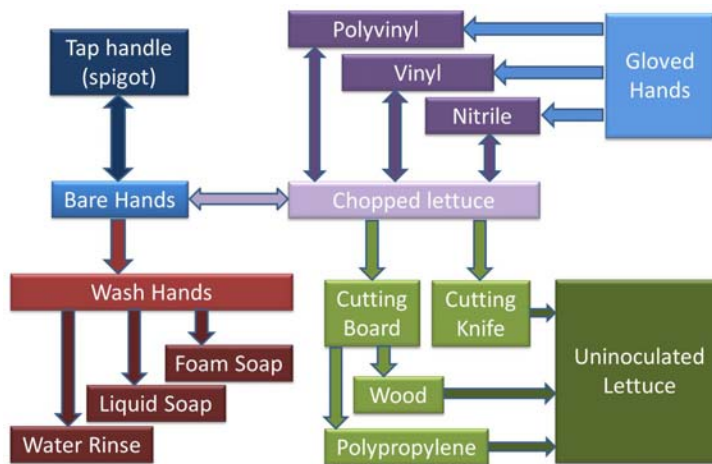 Tap handle
(spigot)
Polyvinyl
Vinyl
Nitrile
Gloved
Hands
Bare Hands
Chopped lettuce
Wash Hands
Foam Soap
Liquid Soap
Water Rinse
Cutting
Board
Cutting
Knife
Wood
Polypropylene
Uninoculated
Lettuce